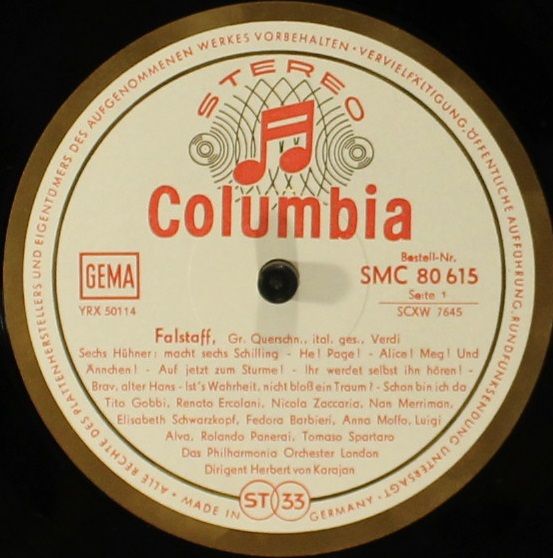 ALLE RECHTE DES PLATTENHERSTELLERS UND EIGENTÜMERS DES AUFGENOMMENEN WERKES VORBEHALTEN · VERVIELFÄLTIGUNG, ÖFFENTLICHE AUFFÜHRUNG, RUNDFUNKSENDUNG UNTERSAGT ·
STEREO
Columbia
GEMA
YRX 50114
Bestell-Nr.
SMC 80 615
Seite 1
SCXW 7645
Falstaff, Gr. Querschn., ital. ges., Verdi
Sechs Hühner: macht sechs Schilling - He! Page! - Alice! Meg! Und
Ännchen! - Auf jetzt zum Sturme! - Ihr werdet selbst ihn hören! -
Brav, alter Hans - Ist's Wahrheit, nicht bloß ein Traum? - Schon bin ich da
Tito Gobbi, Renato Ercolani, Nicola Zaccaria, Nan Merriman,
Elisabeth Schwarzkopf, Fedora Barbieri, Anna Moffo, Luigi
Alva, Rolando Panerai, Tomaso Spartaro
Das Philharmonia Orchester London
Dirigent Herbert von Karajan
MADE IN
ST 33
GERMANY